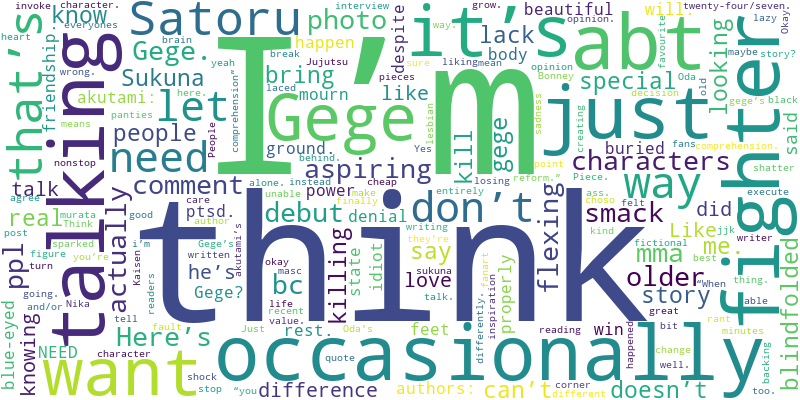 invoke
character.
Satoru
photo
interview
grow.
beautiful
twenty-four/seven.
everyones
know
despite
it's
opinion.
will.
lazy
Okay.
heart
brain
Gege.
happen
way.
abt
maybe
story?
that's
friendship...
wrong.
yeah
break
Jujutsu
lack
liking
mean
opinion
Oda
favourite
Sukuna
bring
pieces
sure
body
Bonney
decision
old
looking
talking
akutami:
here.
laced
mourn
like
special
gege's
black
means
panties
let
comprehension"
I'm
Gege
just
fighter
people
People
sadness
creating
fans
comprehension.
nonstop
behind.
lesbian
buried
said
need
ground.
kill
gege
point
Piece.
shatter
ppl
talk
aspiring
Yes
reform."
characters
agree
murata
Think
comment
alone.
instead
power
make
cheap
losing
entirely
ass.
execute
real
actually
ptsd.
care
author
unable
finally
don't
flexing
choso
felt
way
jjk
writer
post
good
debut
denial
writing
smack
did
best
figure
sparked
i'm
Gege's
akutami's
they're
kind
fictional
Like
me.
thing.
turn
you're
Kaisen
he's
written
okay
state
idiot
say
sukuna
mma
blindfolded
blue-eyed
going.
and/or
readers
think
bc
masc
killing
love
talk.
fanart
inspiration
properly
older
"When
able
knowing
Nika
tell
Gege?
life
recent
value.
feet
differently.
story
great
rant
NEED
fault
Here's
Just
Oda's
rest.
reading
win
happened
bit
change
minutes
backing
character
want
occasionally
quote
well.
too.
shock
stop
"you
difference
authors:
can't
corner
different
doesn't